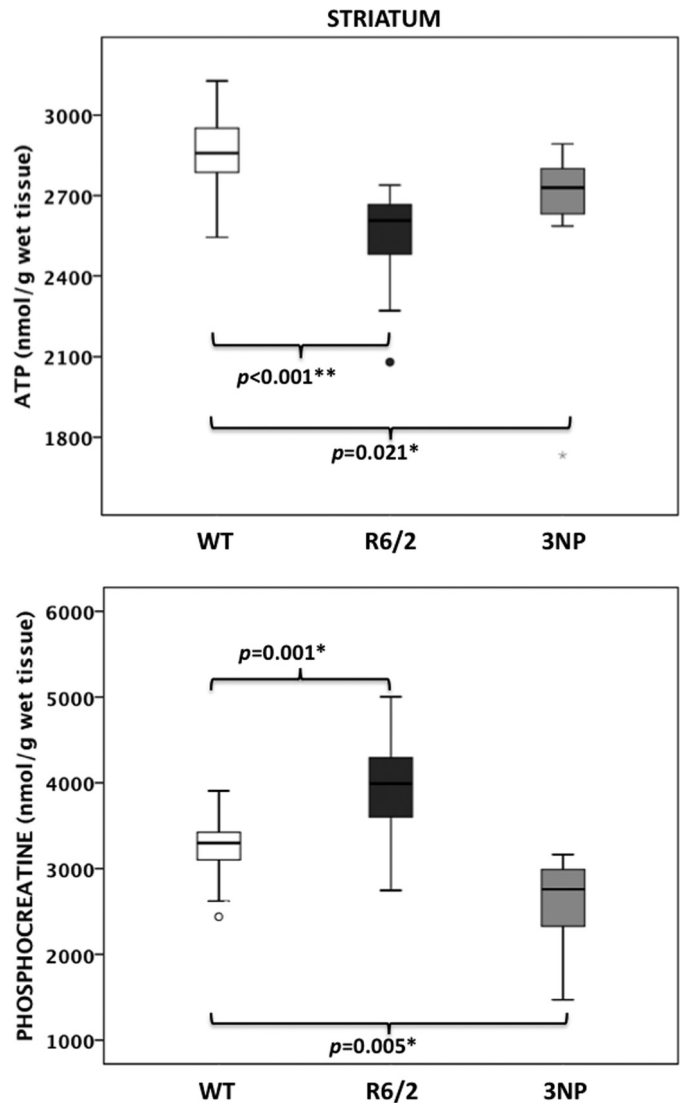 STRIATUM
ATP (nmol/g wet tissue)
3000
2700
2400
2100
1800
p<0.001**
p=0.021*
WT R6/2 3NP
PHOSPHOCREATINE (nmol/g wet tissue)
6000
5000
4000
3000
2000
1000
p=0.001*
p=0.005*
WT R6/2 3NP